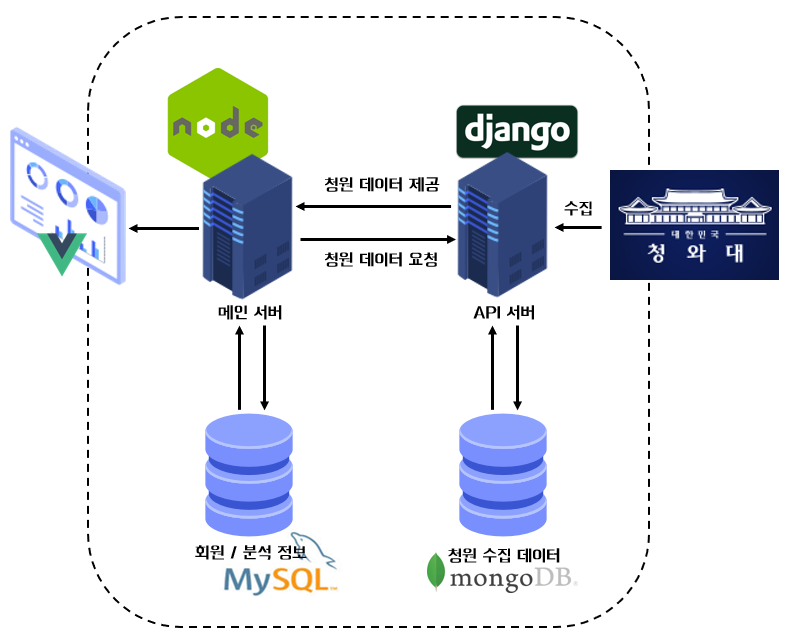 node
django
청원 데이터 제공
수집
대한민국
청와대
청원 데이터 요청
메인 서버
API 서버
회원 / 분석 정보
MySQL
청원 수집 데이터
mongoDB